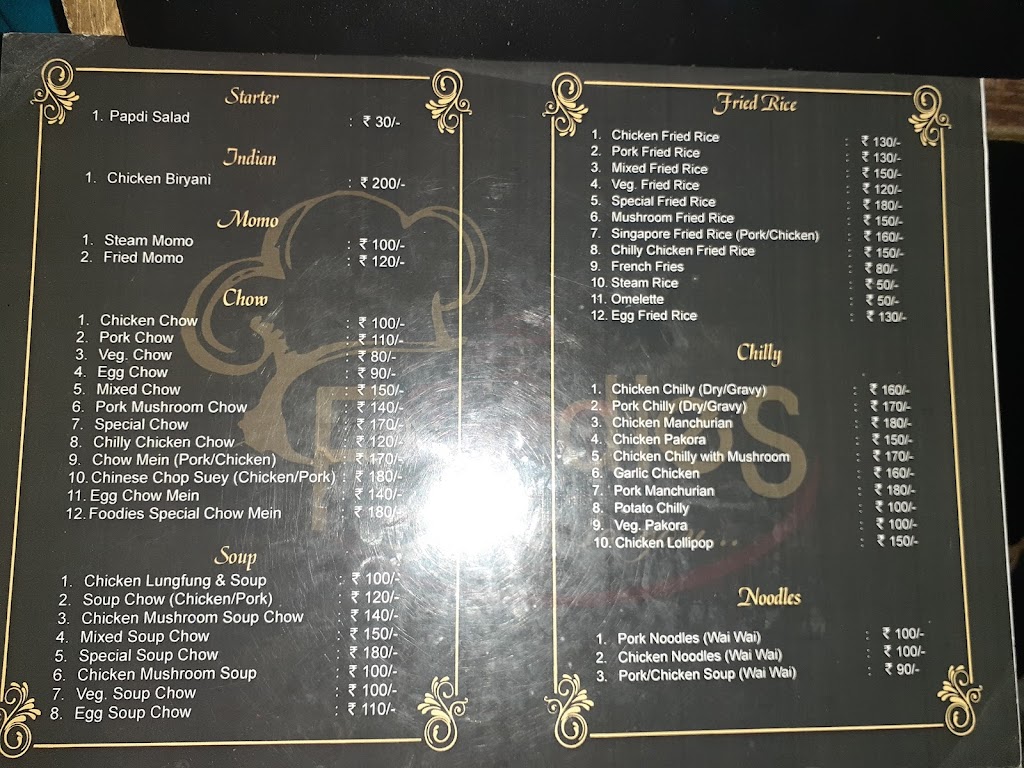 Starter
1. Papdi Salad : ₹ 30/-
Indian
1. Chicken Biryani : ₹ 200/-
Momo
1. Steam Momo : ₹ 100/-
2. Fried Momo : ₹ 120/-
Chow
1. Chicken Chow : ₹ 100/-
2. Pork Chow : ₹ 110/-
3. Veg. Chow : ₹ 80/-
4. Egg Chow : ₹ 90/-
5. Mixed Chow : ₹ 150/-
6. Pork Mushroom Chow : ₹ 140/-
7. Special Chow : ₹ 170/-
8. Chilly Chicken Chow : ₹ 120/-
9. Chow Mein (Pork/Chicken) : ₹ 170/-
10. Chinese Chop Suey (Chicken/Pork) : ₹ 180/-
11. Egg Chow Mein : ₹ 140/-
12. Foodies Special Chow Mein : ₹ 180/-
Soup
1. Chicken Lungfung & Soup : ₹ 100/-
2. Soup Chow (Chicken/Pork) : ₹ 120/-
3. Chicken Mushroom Soup Chow : ₹ 140/-
4. Mixed Soup Chow : ₹ 150/-
5. Special Soup Chow : ₹ 180/-
6. Chicken Mushroom Soup : ₹ 100/-
7. Veg. Soup Chow : ₹ 100/-
8. Egg Soup Chow : ₹ 110/-
Fried Rice
1. Chicken Fried Rice : ₹ 130/-
2. Pork Fried Rice : ₹ 130/-
3. Mixed Fried Rice : ₹ 150/-
4. Veg. Fried Rice : ₹ 120/-
5. Special Fried Rice : ₹ 180/-
6. Mushroom Fried Rice : ₹ 150/-
7. Singapore Fried Rice (Pork/Chicken) : ₹ 160/-
8. Chilly Chicken Fried Rice : ₹ 150/-
9. French Fries : ₹ 80/-
10. Steam Rice : ₹ 50/-
11. Omelette : ₹ 50/-
12. Egg Fried Rice : ₹ 130/-
Chilly
1. Chicken Chilly (Dry/Gravy) : ₹ 160/-
2. Pork Chilly (Dry/Gravy) : ₹ 170/-
3. Chicken Manchurian : ₹ 180/-
4. Chicken Pakora : ₹ 150/-
5. Chicken Chilly with Mushroom : ₹ 170/-
6. Garlic Chicken : ₹ 160/-
7. Pork Manchurian : ₹ 180/-
8. Potato Chilly : ₹ 100/-
9. Veg. Pakora : ₹ 100/-
10. Chicken Lollipop : ₹ 150/-
Noodles
1. Pork Noodles (Wai Wai) : ₹ 100/-
2. Chicken Noodles (Wai Wai) : ₹ 100/-
3. Pork/Chicken Soup (Wai Wai) : ₹ 90/-